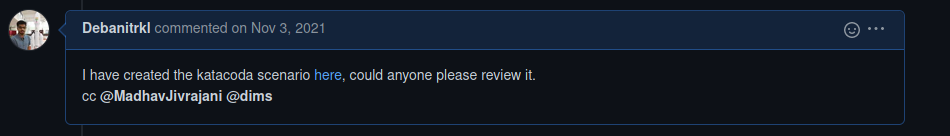 Debanitrkl commented on Nov 3, 2021
I have created the katacoda scenario here, could anyone please review it.
cc @MadhavJivrajani @dims